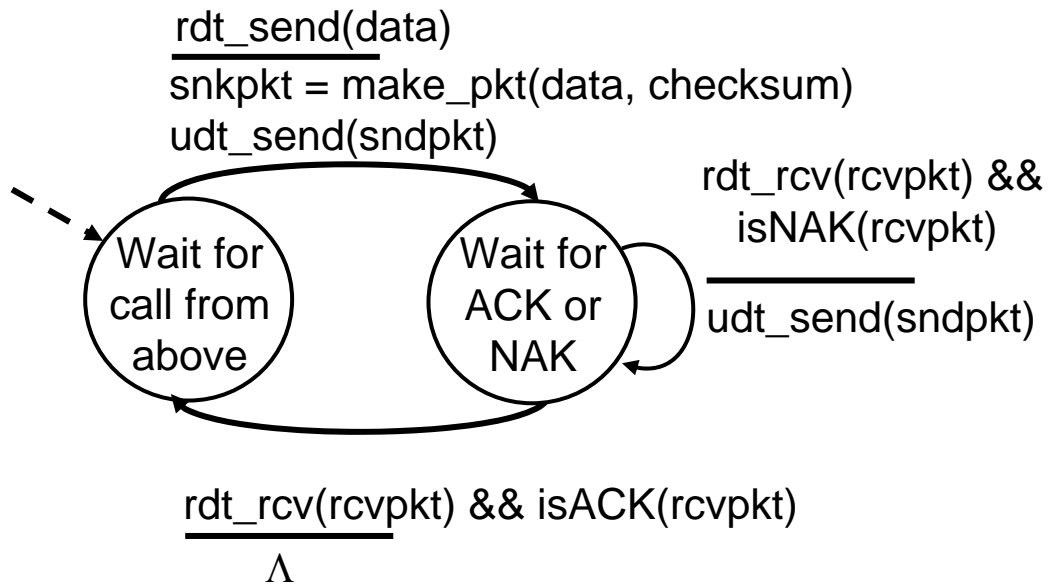 rdt_send(data)
snkpkt = make_pkt(data, checksum)
udt_send(sndpkt)
rdt_rcv(rcvpkt) &&
isNAK(rcvpkt)
udt_send(sndpkt)
Wait for
call from
above
Wait for
ACK or
NAK
rdt_rcv(rcvpkt) && isACK(rcvpkt)
Λ